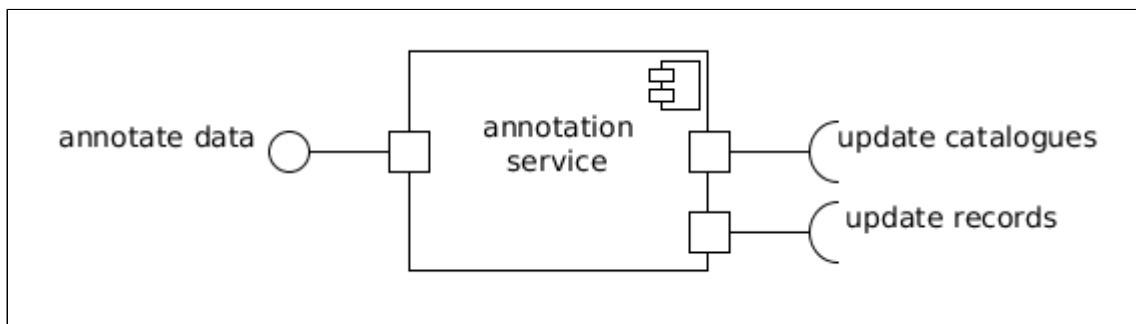 annotate data
annotation
service
update catalogues
update records